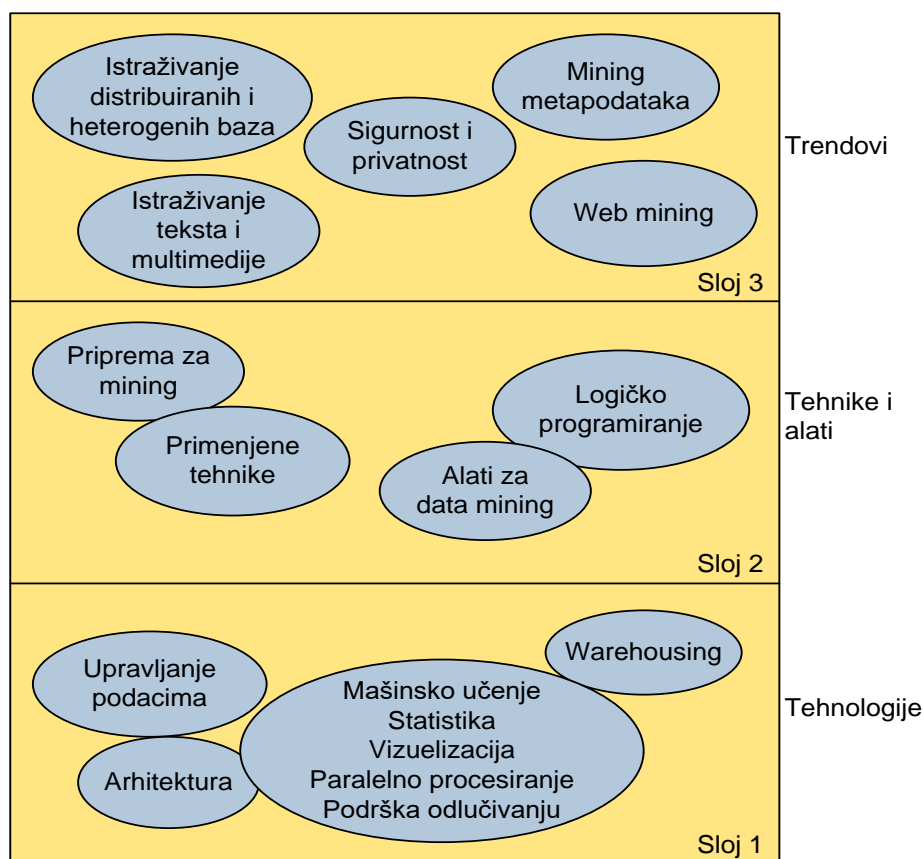 Istraživanje
distribuiranih i
heterogenih baza
Mining
metapodataka
Sigurnost i
privatnost
Istraživanje
teksta i
multimedije
Web mining
Sloj 3
Trendovi
Priprema za
mining
Primenjene
tehnike
Logičko
programiranje
Alati za
data mining
Sloj 2
Tehnike i
alati
Upravljanje
podacima
Arhitektura
Mašinsko učenje
Statistika
Vizuelizacija
Paralelno procesiranje
Podrška odlučivanju
Warehousing
Sloj 1
Tehnologije